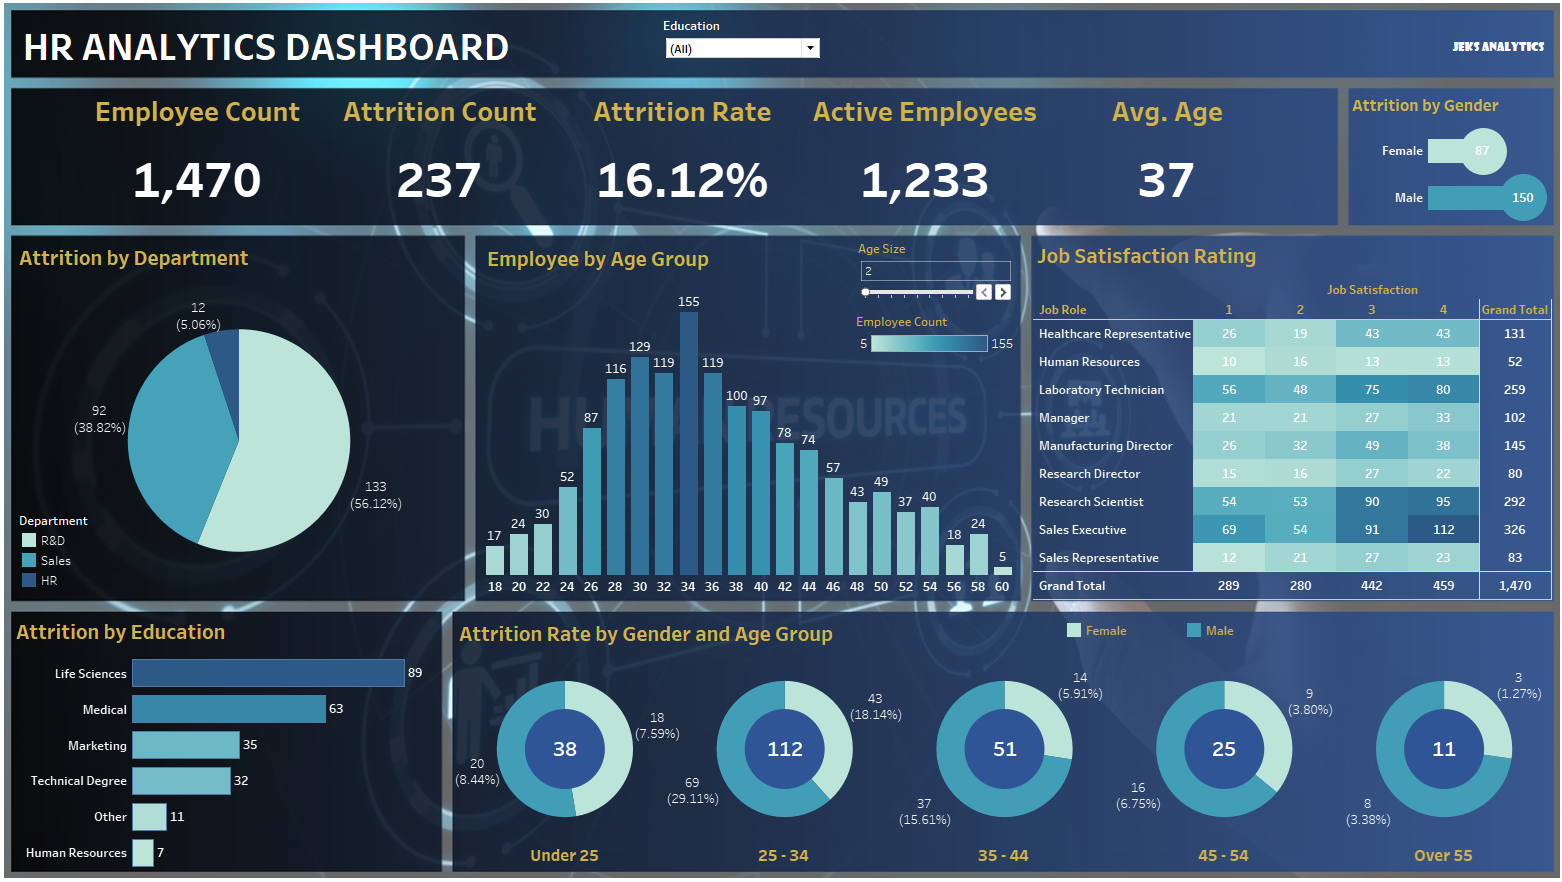 HR ANALYTICS DASHBOARD
Education
(All)
JEKS ANALYTICS
Employee Count
1,470
Attrition Count
237
Attrition Rate
16.12%
Active Employees
1,233
Avg. Age
37
Attrition by Gender
Female 87
Male 150
Attrition by Department
12
(5.06%)
92
(38.82%)
133
(56.12%)
Department
R&D
Sales
HR
Employee by Age Group
Age Size
2
Employee Count
5 155
17 24 30 52 87 116 129 119 155 119 100 97 78 74 57 43 49 37 40 18 24 5
18 20 22 24 26 28 30 32 34 36 38 40 42 44 46 48 50 52 54 56 58 60
HUMAN RESOURCES
Job Satisfaction Rating
Job Satisfaction
Job Role 1 2 3 4 Grand Total
Healthcare Representative 26 19 43 43 131
Human Resources 10 16 13 13 52
Laboratory Technician 56 48 75 80 259
Manager 21 21 27 33 102
Manufacturing Director 26 32 49 38 145
Research Director 15 16 27 22 80
Research Scientist 54 53 90 95 292
Sales Executive 69 54 91 112 326
Sales Representative 12 21 27 23 83
Grand Total 289 280 442 459 1,470
Attrition by Education
Life Sciences 89
Medical 63
Marketing 35
Technical Degree 32
Other 11
Human Resources 7
Attrition Rate by Gender and Age Group
Female
Male
38
18
(7.59%)
20
(8.44%)
Under 25
112
43
(18.14%)
69
(29.11%)
25 - 34
51
14
(5.91%)
37
(15.61%)
35 - 44
25
9
(3.80%)
16
(6.75%)
45 - 54
11
3
(1.27%)
8
(3.38%)
Over 55